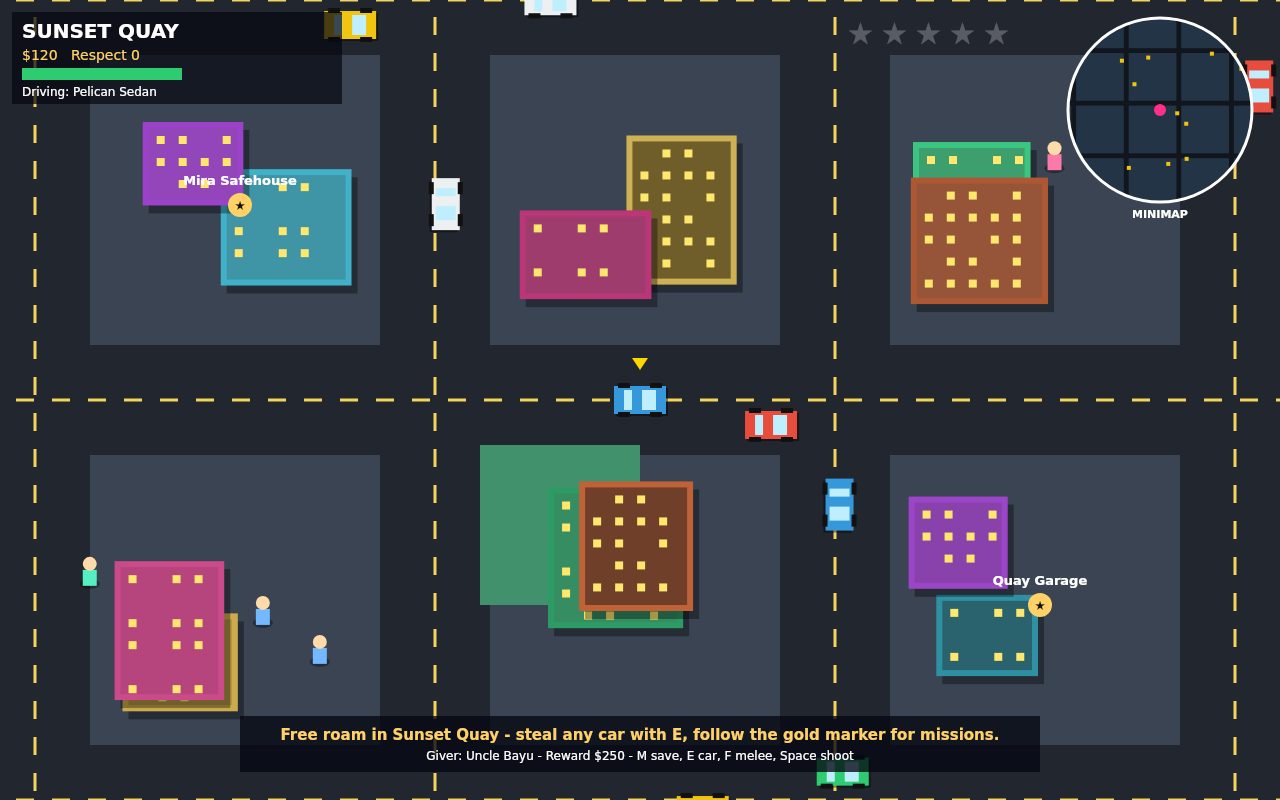 SUNSET QUAY
$120 Respect 0
Driving: Pelican Sedan
MINIMAP
Mira Safehouse
Quay Garage
Free roam in Sunset Quay - steal any car with E, follow the gold marker for missions.
Giver: Uncle Bayu - Reward $250 - M save, E car, F melee, Space shoot